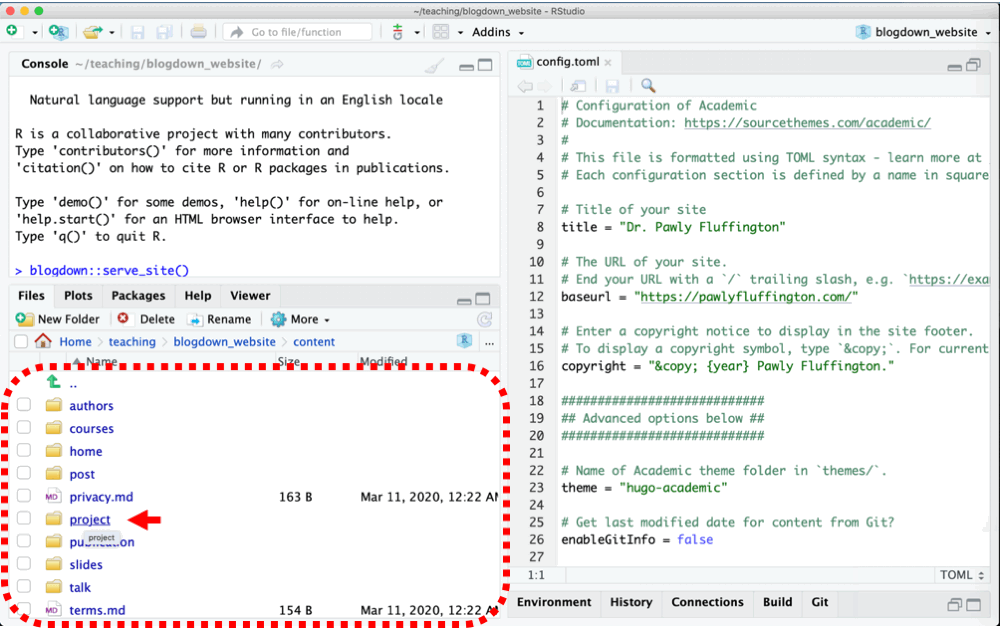 ~/teaching/blogdown_website - RStudio
Go to file/function
Addins
blogdown_website
Console ~/teaching/blogdown_website/
Natural language support but running in an English locale
R is a collaborative project with many contributors.
Type 'contributors()' for more information and
'citation()' on how to cite R or R packages in publications.
Type 'demo()' for some demos, 'help()' for on-line help, or
'help.start()' for an HTML browser interface to help.
Type 'q()' to quit R.
> blogdown::serve_site()
Files Plots Packages Help Viewer
New Folder Delete Rename More
Home teaching blogdown_website content
Name Size Modified
..
authors
courses
home
post
privacy.md 163 B Mar 11, 2020, 12:22 AM
project
project
publication
slides
talk
terms.md 154 B Mar 11, 2020, 12:22 AM
config.toml
1 # Configuration of Academic
2 # Documentation: https://sourcethemes.com/academic/
3 #
4 # This file is formatted using TOML syntax - learn more at
5 # Each configuration section is defined by a name in square
6
7 # Title of your site
8 title = "Dr. Pawly Fluffington"
9
10 # The URL of your site.
11 # End your URL with a `/` trailing slash, e.g. `https://exa
12 baseurl = "https://pawlyfluffington.com/"
13
14 # Enter a copyright notice to display in the site footer.
15 # To display a copyright symbol, type `&copy;`. For current
16 copyright = "&copy; {year} Pawly Fluffington."
17
18 ############################
19 ## Advanced options below ##
20 ############################
21
22 # Name of Academic theme folder in `themes/`.
23 theme = "hugo-academic"
24
25 # Get last modified date for content from Git?
26 enableGitInfo = false
27
1:1 TOML
Environment History Connections Build Git